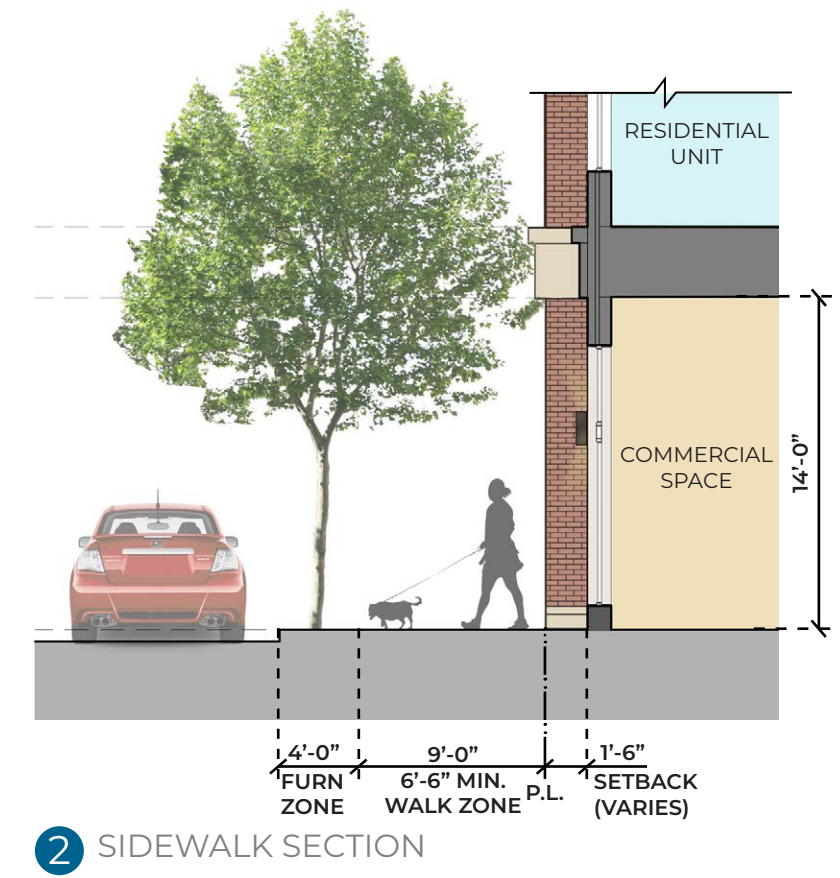 RESIDENTIAL
UNIT
COMMERCIAL
SPACE
14’-0”
4’-0”
9’-0”
1’-6”
FURN
ZONE
6’-6” MIN.
WALK ZONE
P.L.
SETBACK
(VARIES)
2 SIDEWALK SECTION